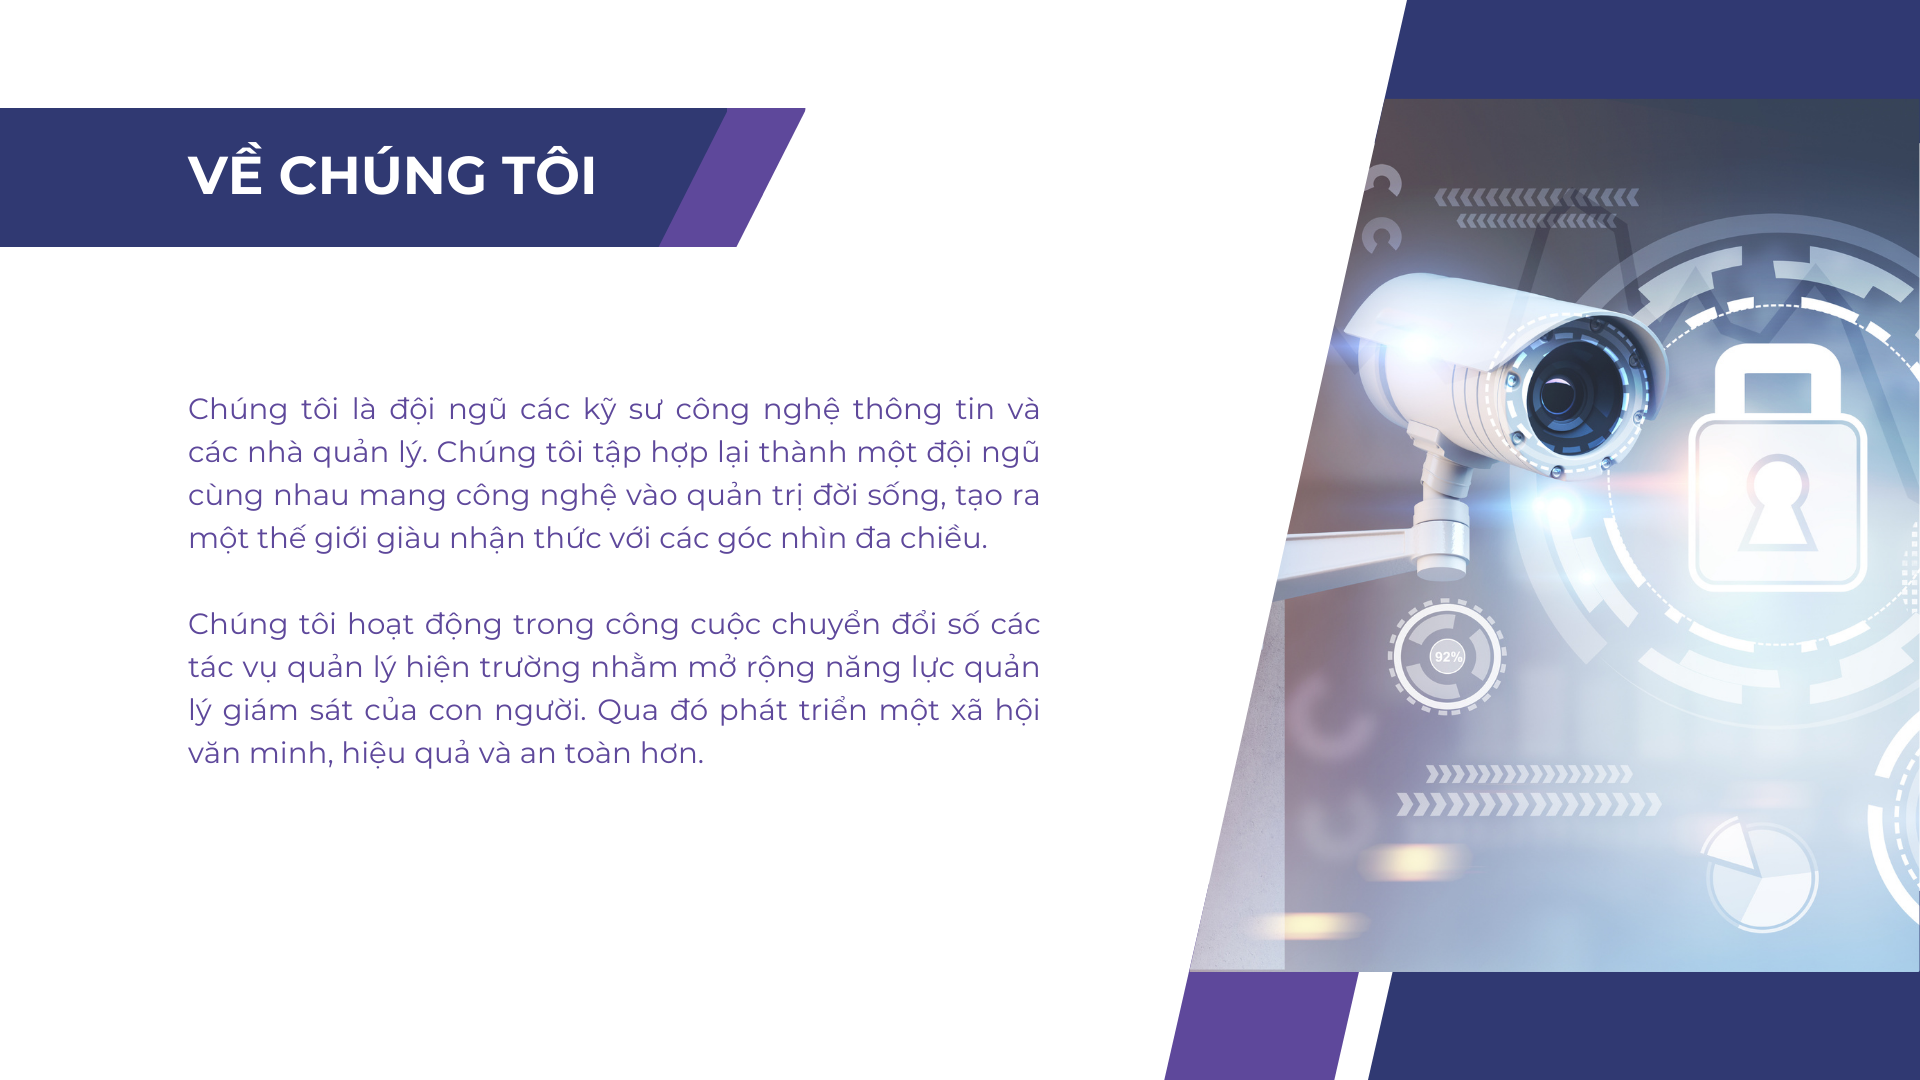 VỀ CHÚNG TÔI
Chúng tôi là đội ngũ các kỹ sư công nghệ thông tin và
các nhà quản lý. Chúng tôi tập hợp lại thành một đội ngũ
cùng nhau mang công nghệ vào quản trị đời sống, tạo ra
một thế giới giàu nhận thức với các góc nhìn đa chiều.
Chúng tôi hoạt động trong công cuộc chuyển đổi số các
tác vụ quản lý hiện trường nhằm mở rộng năng lực quản
lý giám sát của con người. Qua đó phát triển một xã hội
văn minh, hiệu quả và an toàn hơn.
92%